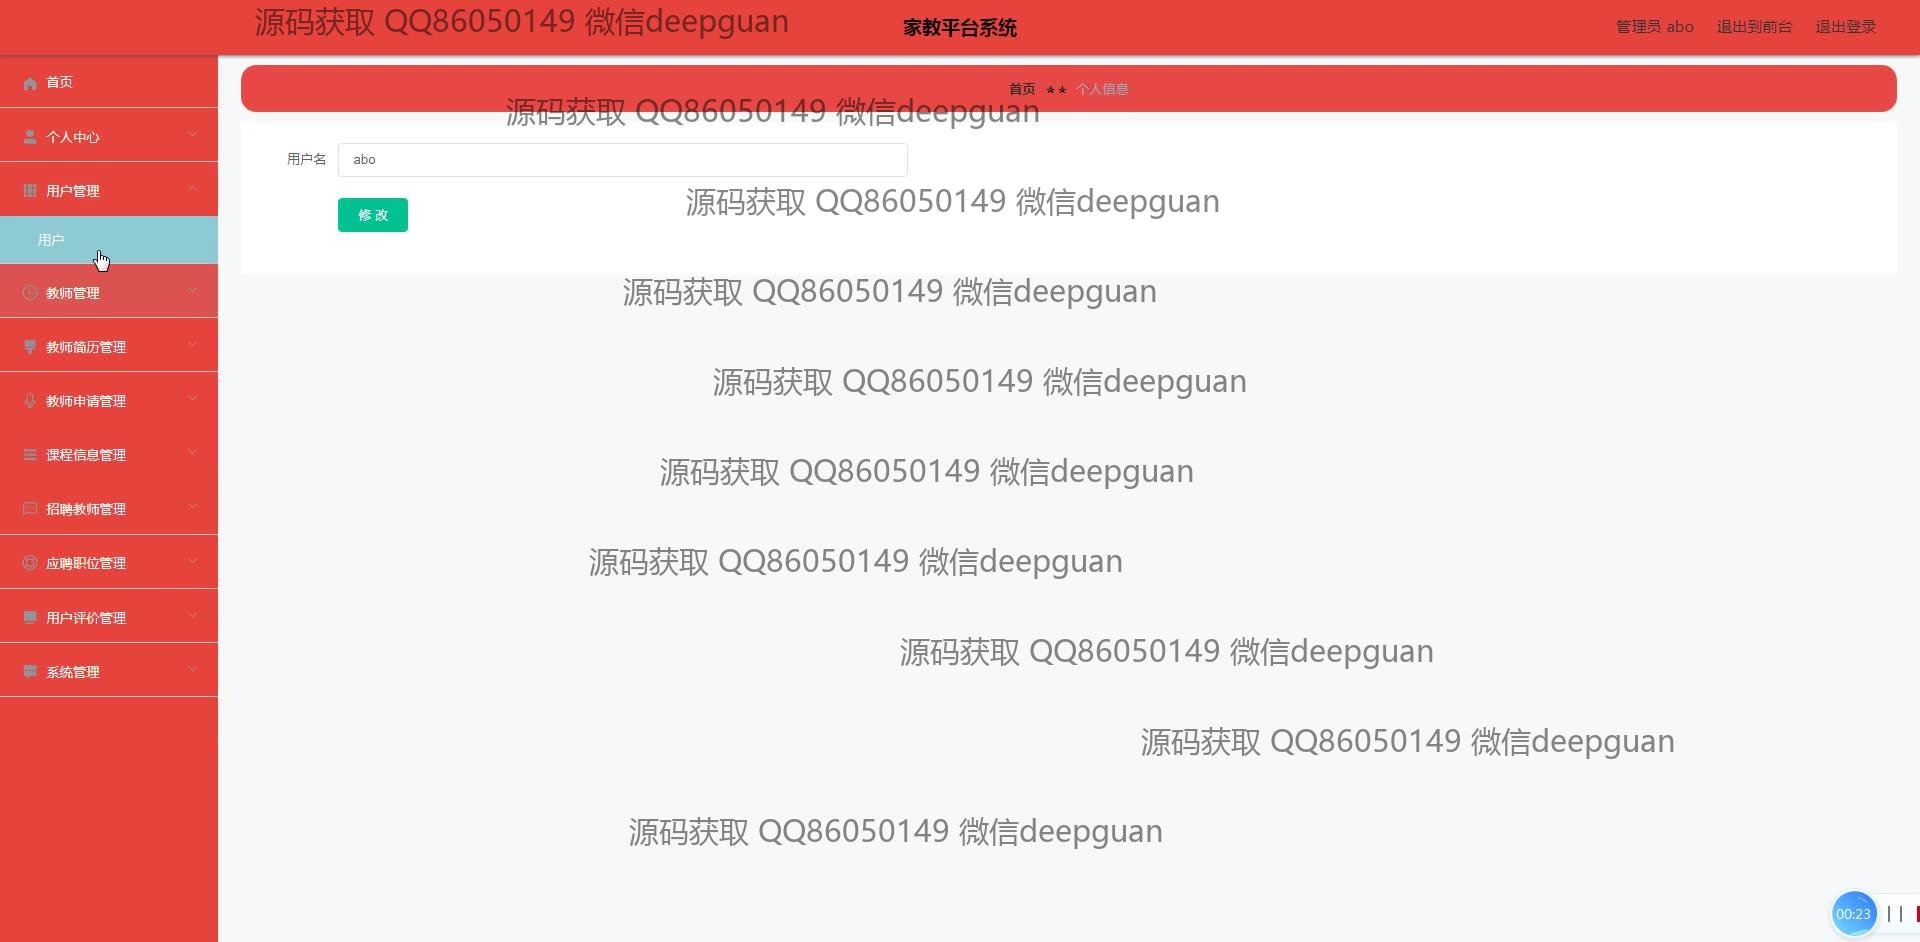 源码获取 QQ86050149 微信deepguan
家教平台系统
管理员 abo 退出到前台 退出登录
首页
个人中心
用户管理
用户
教师管理
教师简历管理
教师申请管理
课程信息管理
招聘教师管理
应聘职位管理
用户评价管理
系统管理
首页 ★★ 个人信息
源码获取 QQ86050149 微信deepguan
用户名 abo
修 改
源码获取 QQ86050149 微信deepguan
源码获取 QQ86050149 微信deepguan
源码获取 QQ86050149 微信deepguan
源码获取 QQ86050149 微信deepguan
源码获取 QQ86050149 微信deepguan
源码获取 QQ86050149 微信deepguan
源码获取 QQ86050149 微信deepguan
源码获取 QQ86050149 微信deepguan
00:23